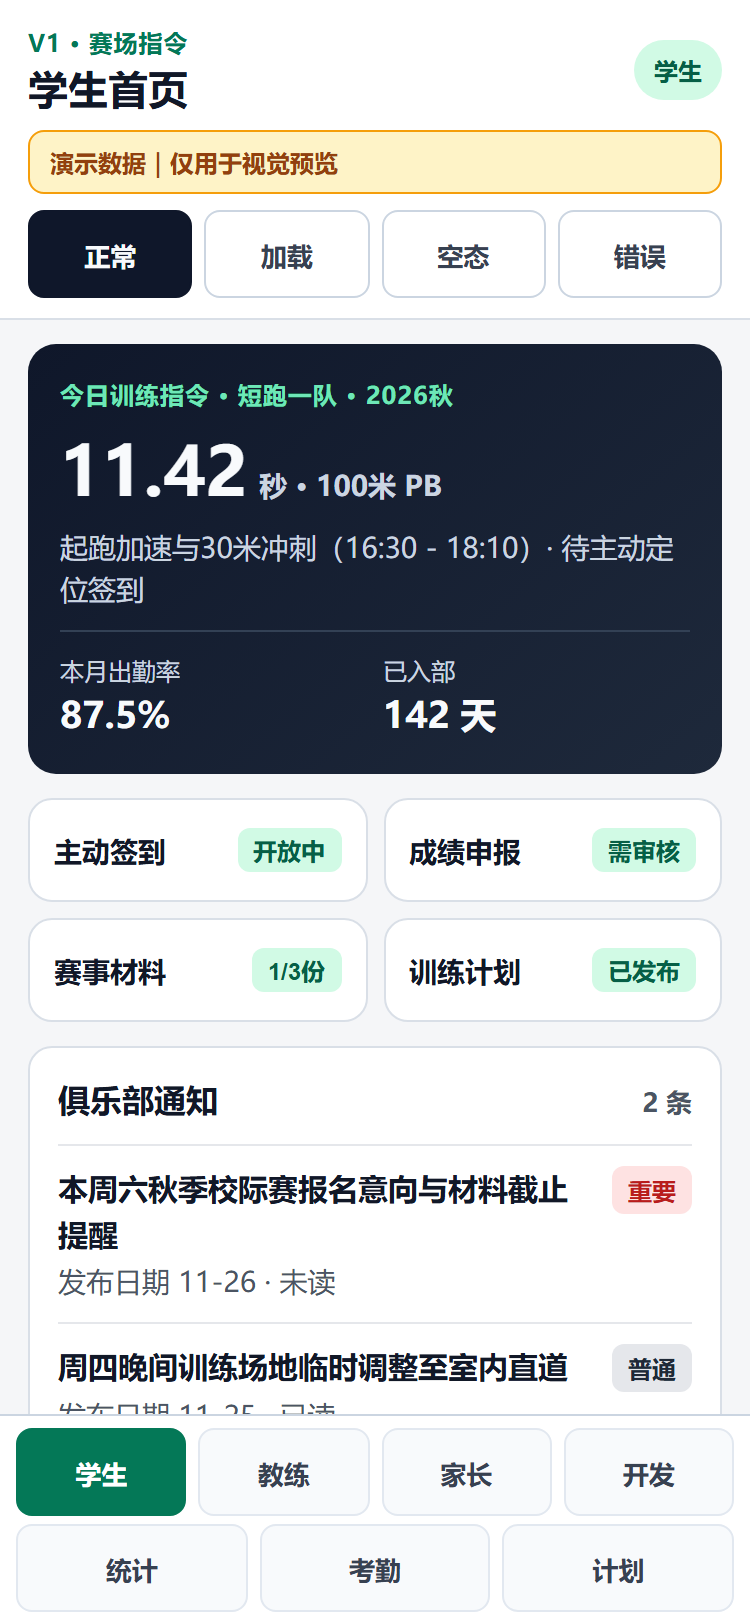 V1 • 赛场指令
学生首页
学生
演示数据｜仅用于视觉预览
正常
加载
空态
错误
今日训练指令 • 短跑一队 • 2026秋
11.42 秒 • 100米 PB
起跑加速与30米冲刺（16:30 - 18:10）· 待主动定
位签到
本月出勤率
已入部
87.5%
142 天
主动签到
开放中
成绩申报
需审核
赛事材料
1/3份
训练计划
已发布
俱乐部通知
2 条
本周六秋季校际赛报名意向与材料截止
提醒
重要
发布日期 11-26 · 未读
周四晚间训练场地临时调整至室内直道
普通
发布日期 11-25 · 已读
学生
教练
家长
开发
统计
考勤
计划